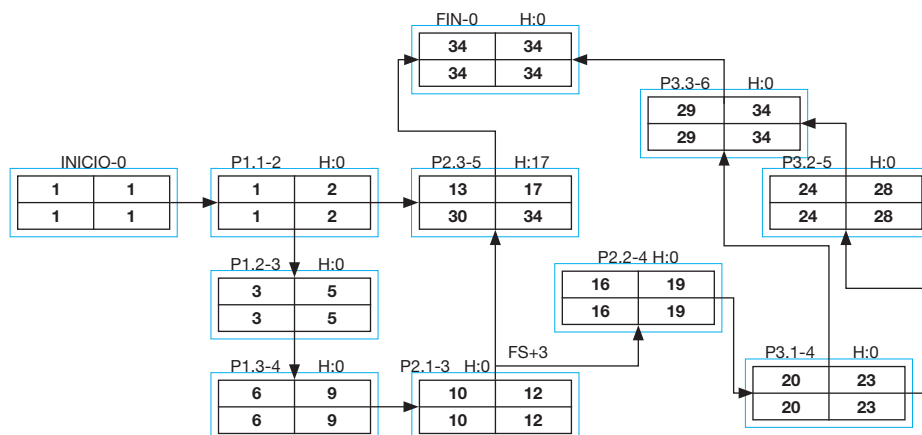 FIN-0 H:0
34 34
34 34
P3.3-6 H:0
29 34
29 34
INICIO-0
1 1
1 1
P1.1-2 H:0
1 2
1 2
P2.3-5 H:17
13 17
30 34
P3.2-5 H:0
24 28
24 28
P1.2-3 H:0
3 5
3 5
P2.2-4 H:0
16 19
16 19
FS+3
P1.3-4 H:0
6 9
6 9
P2.1-3 H:0
10 12
10 12
P3.1-4 H:0
20 23
20 23